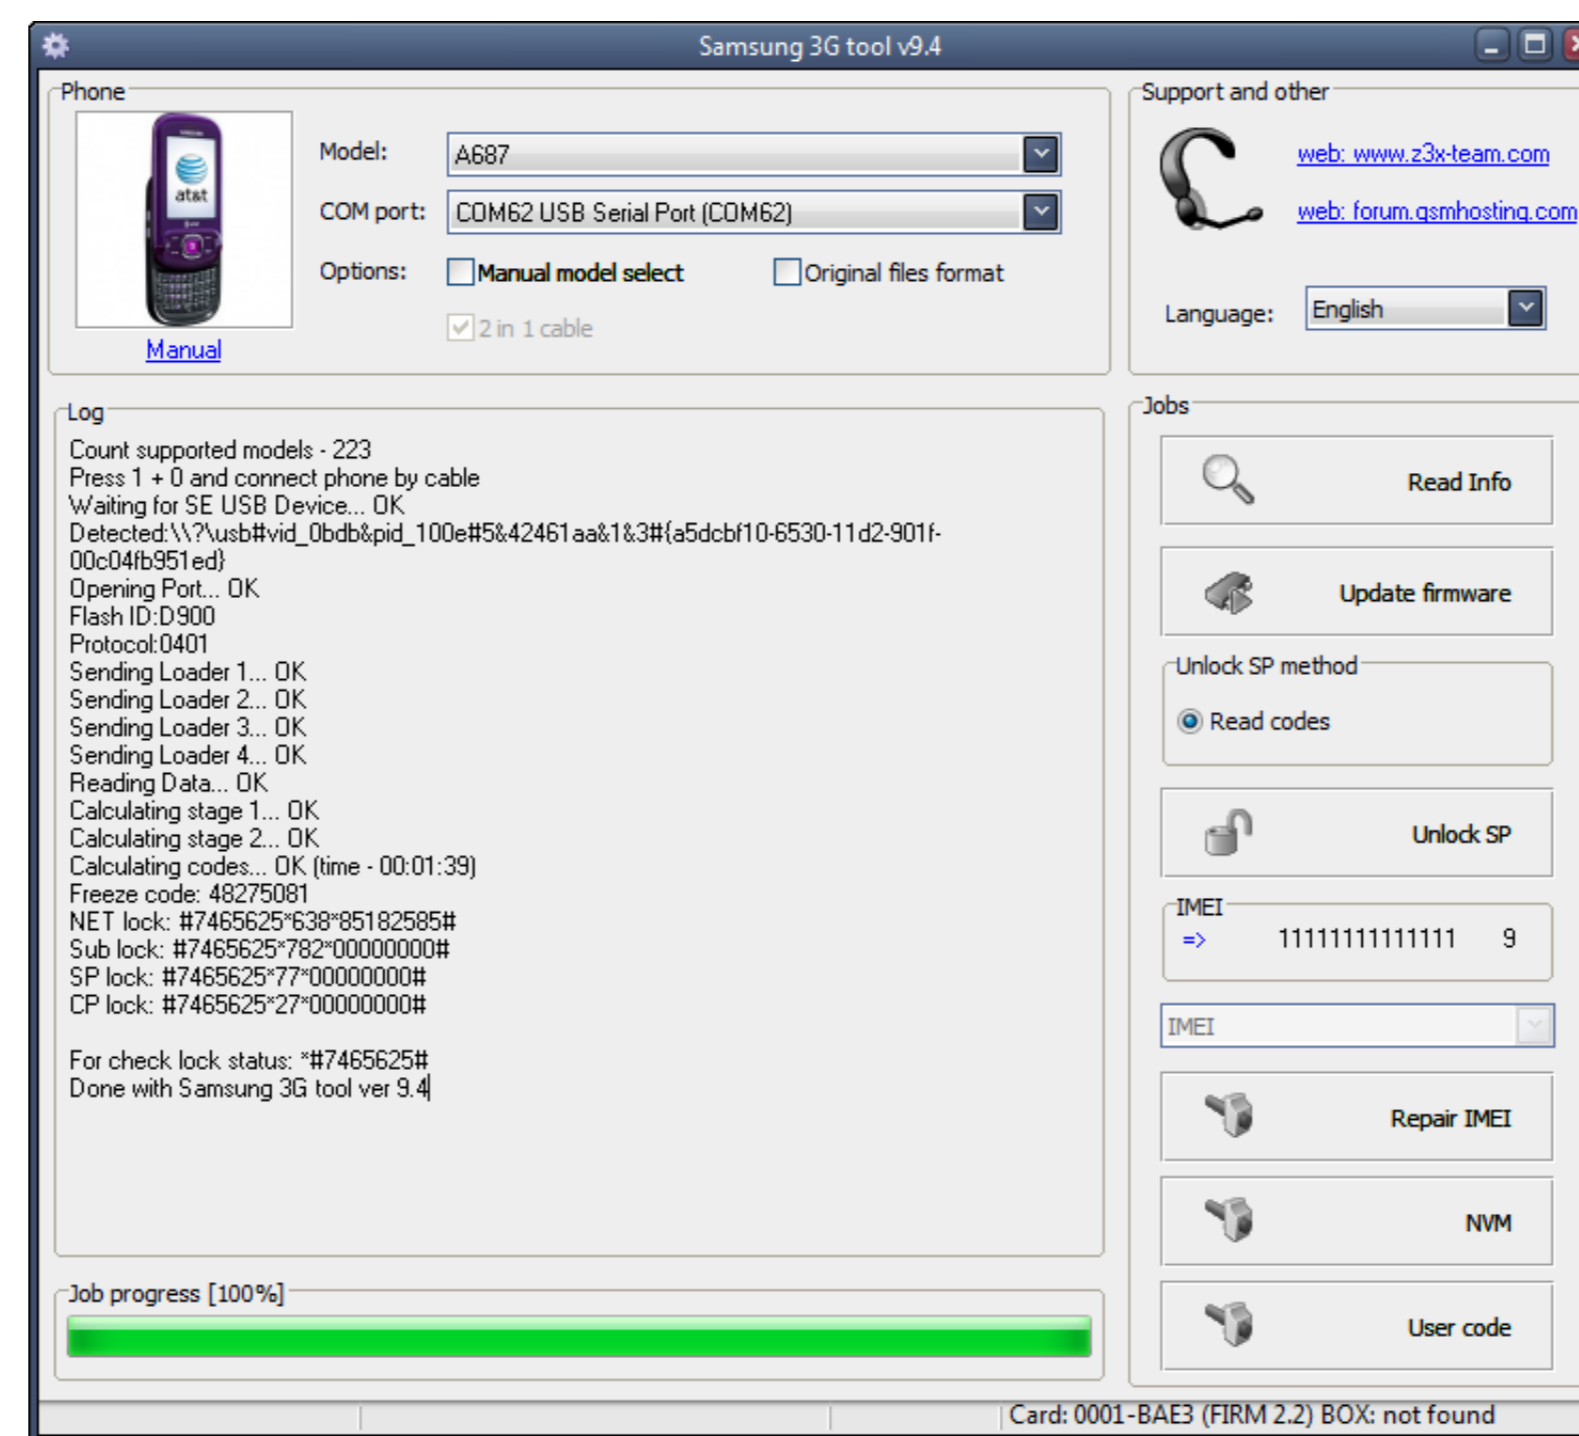 Samsung 3G tool v9.4
Phone
at&t
Model:
A687
COM port:
COM62 USB Serial Port (COM62)
Options:
Manual model select
Original files format
2 in 1 cable
Manual
Support and other
web: www.z3x-team.com
web: forum.gsmhosting.com
Language:
English
Log
Count supported models - 223
Press 1 + 0 and connect phone by cable
Waiting for SE USB Device... OK
Detected:\\?\usb#vid_0bdb&pid_100e#5&42461aa&1&3#{a5dcbf10-6530-11d2-901f-
00c04fb951ed}
Opening Port... OK
Flash ID:D900
Protocol:0401
Sending Loader 1... OK
Sending Loader 2... OK
Sending Loader 3... OK
Sending Loader 4... OK
Reading Data... OK
Calculating stage 1... OK
Calculating stage 2... OK
Calculating codes... OK (time - 00:01:39)
Freeze code: 48275081
NET lock: #7465625*638*85182585#
Sub lock: #7465625*782*00000000#
SP lock: #7465625*77*00000000#
CP lock: #7465625*27*00000000#
For check lock status: *#7465625#
Done with Samsung 3G tool ver 9.4
Job progress [100%]
Jobs
Read Info
Update firmware
Unlock SP method
Read codes
Unlock SP
IMEI
=> 11111111111111 9
IMEI
Repair IMEI
NVM
User code
Card: 0001-BAE3 (FIRM 2.2) BOX: not found